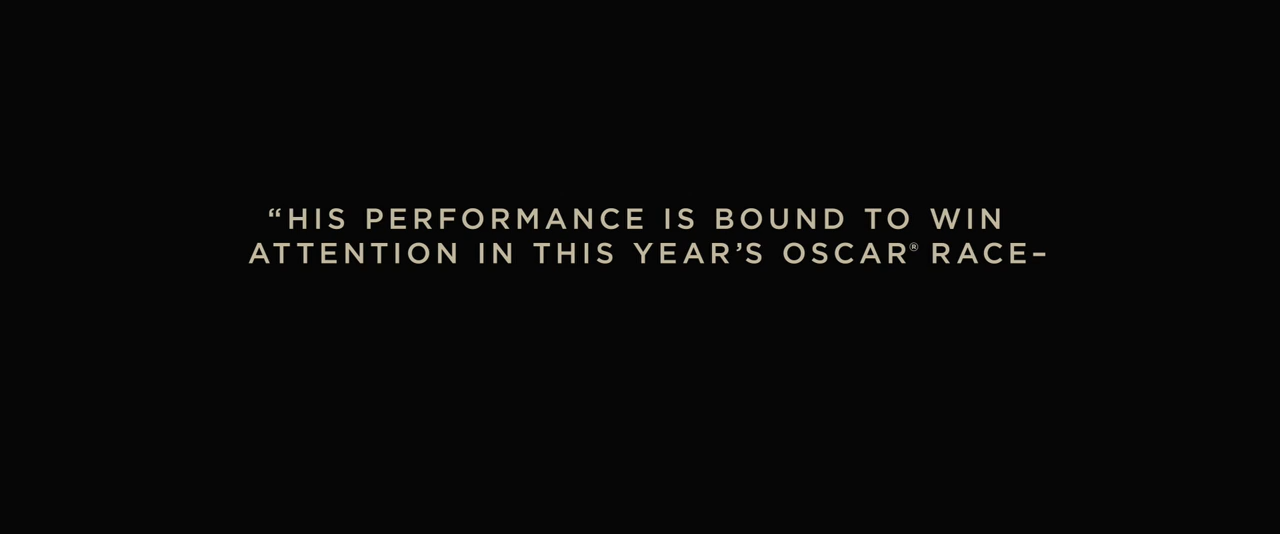 “HIS PERFORMANCE IS BOUND TO WIN
ATTENTION IN THIS YEAR’S OSCAR® RACE–